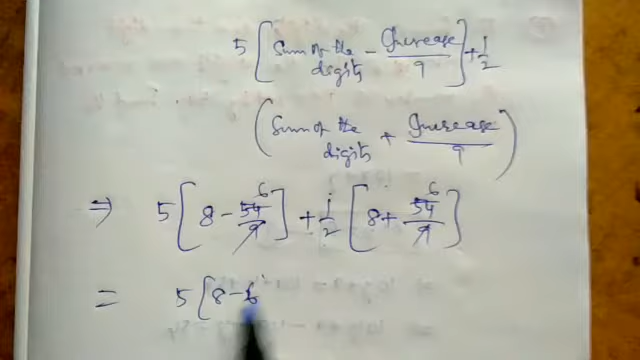 5 [ Sum of the digits - Increase/9 ] + 1/2
( Sum of the digits + Increase/9 )
⇒ 5 [ 8 - 54/9 6 ] + 1/2 [ 8 + 54/9 6 ]
= 5 [ 8 - 6